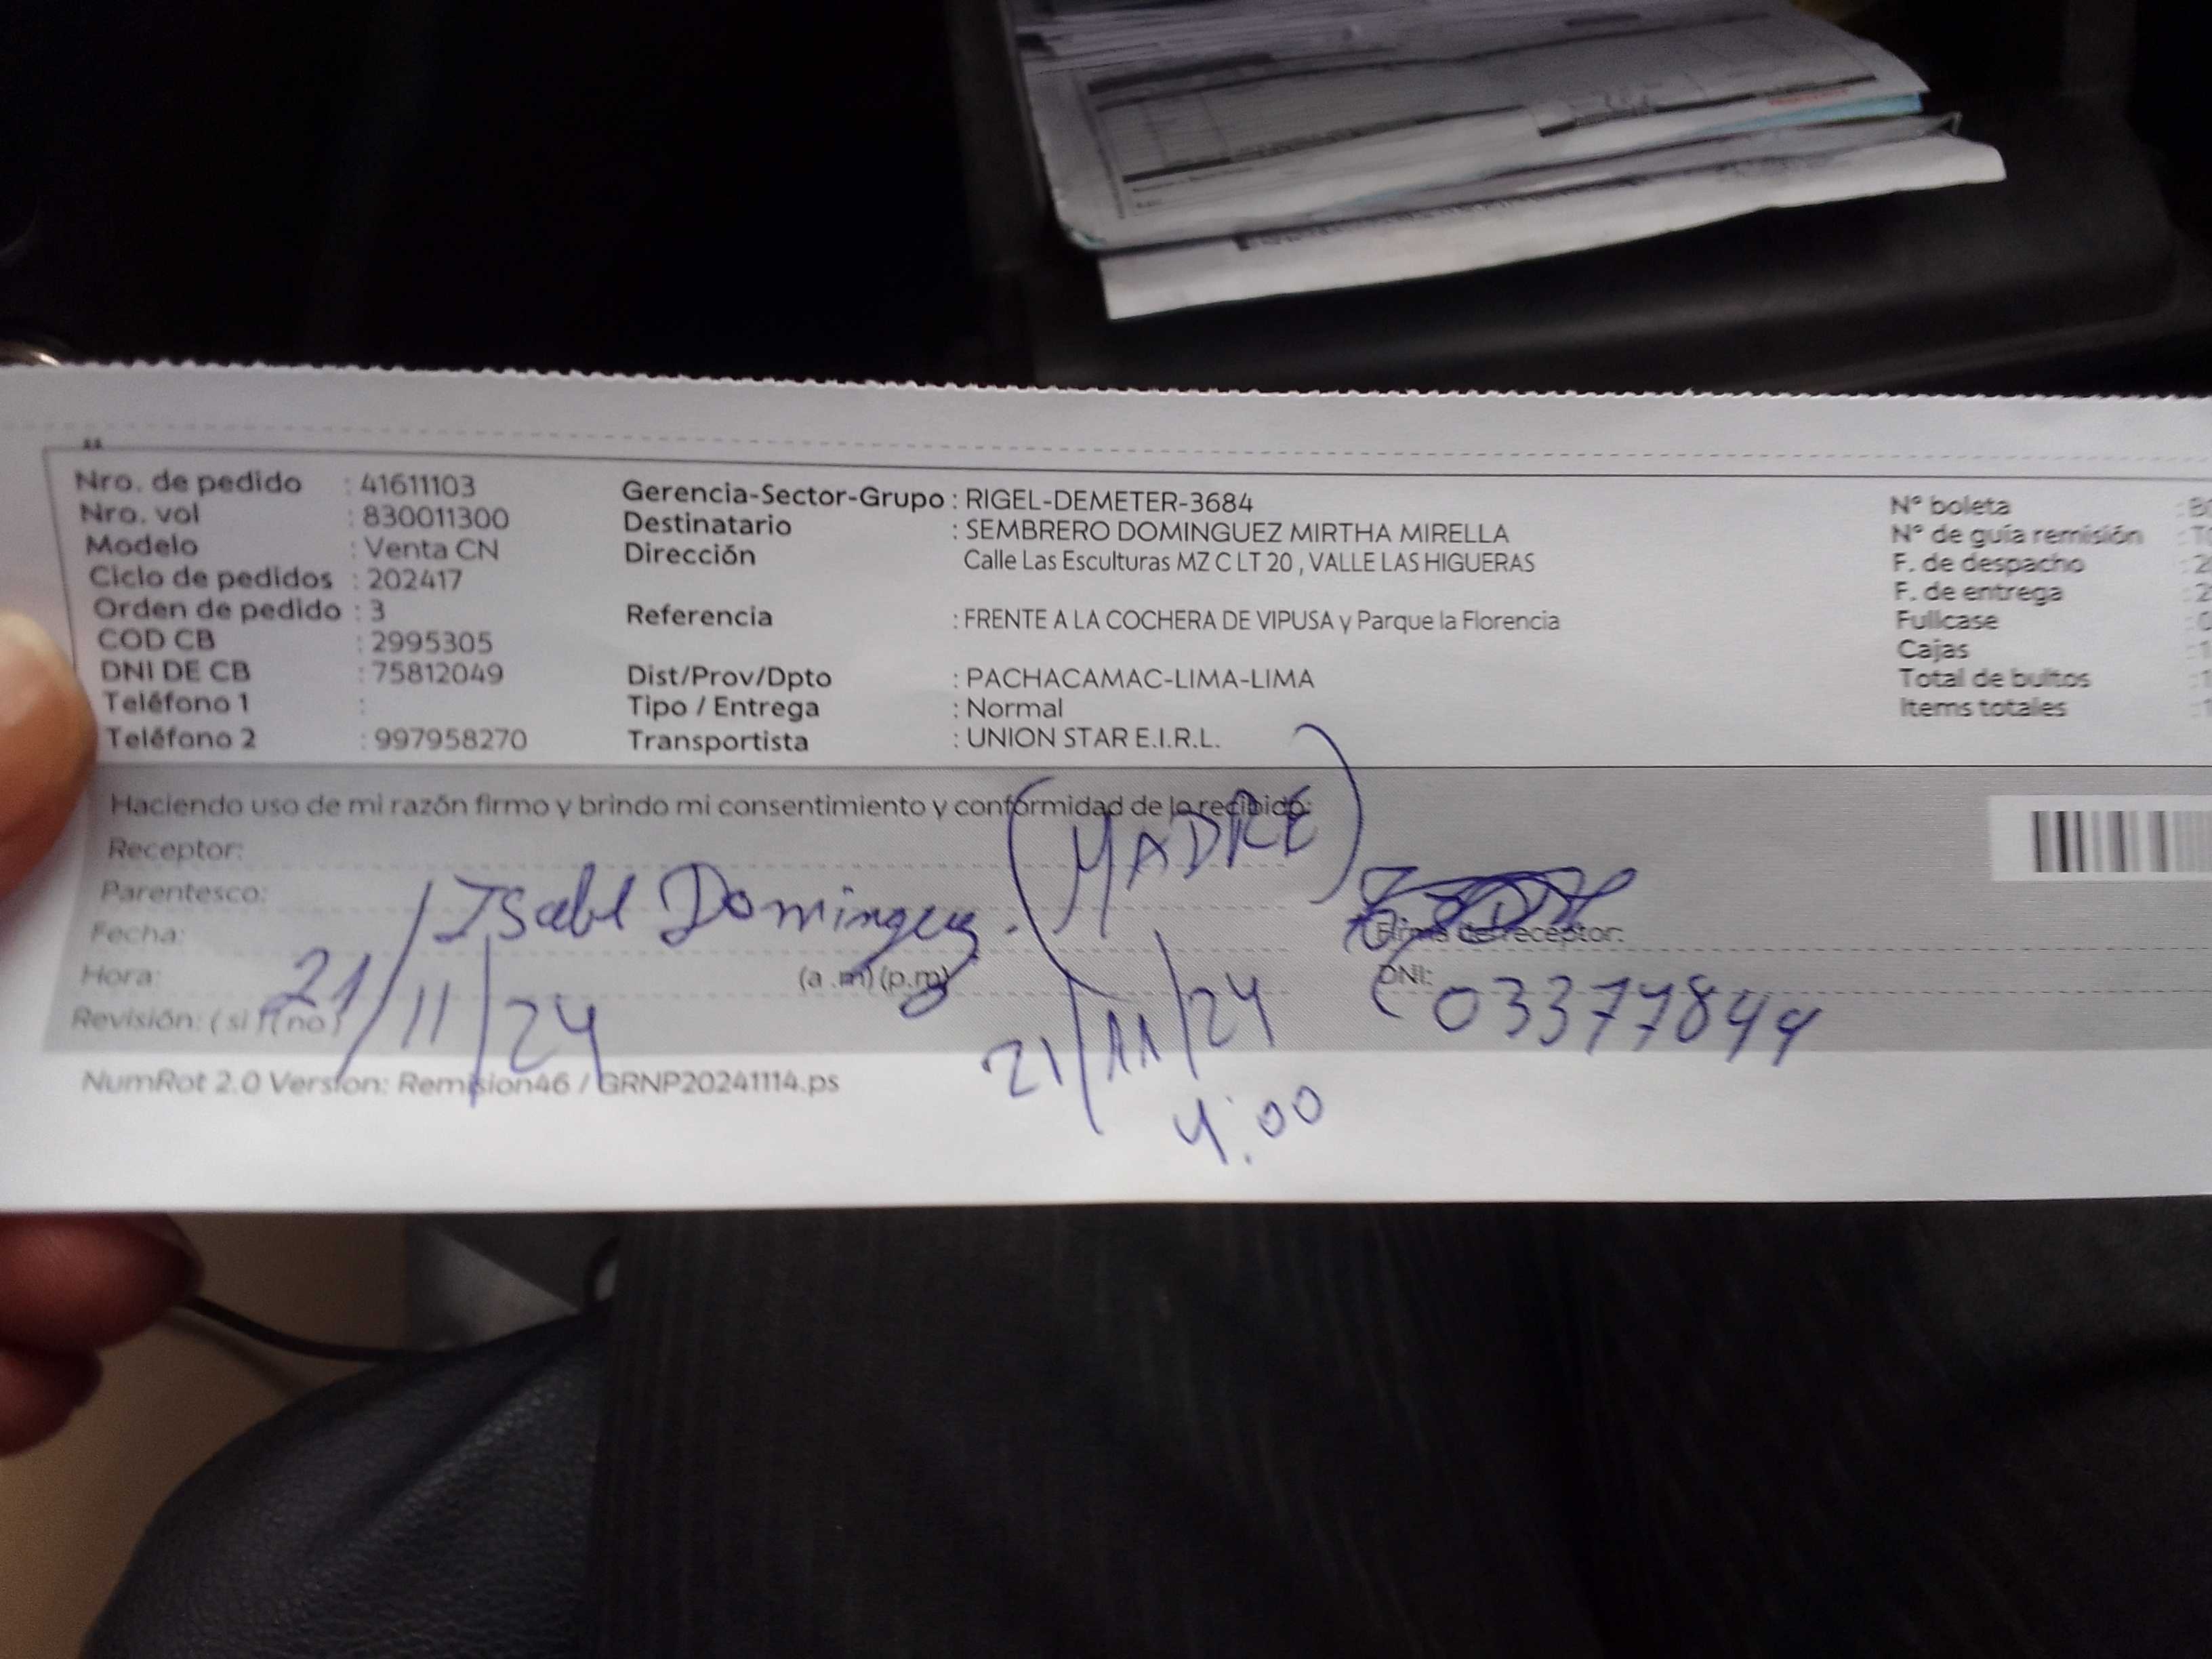 Nro. de pedido : 41611103
Nro. vol : 830011300
Modelo : Venta CN
Ciclo de pedidos : 202417
Orden de pedido : 3
COD CB : 2995305
DNI DE CB : 75812049
Teléfono 1 :
Teléfono 2 : 997958270
Gerencia-Sector-Grupo : RIGEL-DEMETER-3684
Destinatario : SEMBRERO DOMINGUEZ MIRTHA MIRELLA
Dirección Calle Las Esculturas MZ C LT 20 , VALLE LAS HIGUERAS
Referencia : FRENTE A LA COCHERA DE VIPUSA y Parque la Florencia
Dist/Prov/Dpto : PACHACAMAC-LIMA-LIMA
Tipo / Entrega : Normal
Transportista : UNION STAR E.I.R.L.
N° boleta :
N° de guía remisión :
F. de despacho :
F. de entrega :
Fullcase :
Cajas :
Total de bultos :
Items totales :
Haciendo uso de mi razón firmo y brindo mi consentimiento y conformidad de lo recibido:
(MADRE)
Receptor:
Parentesco: Isabel Dominguez.
Fecha: Firma del receptor:
Hora: (a .m) (p.m) DNI: 03377844
21/11/24
21/11/24
Revisión: ( si ) ( no )
NumRot 2.0 Version: Remision46 / GRNP20241114.ps
4:00